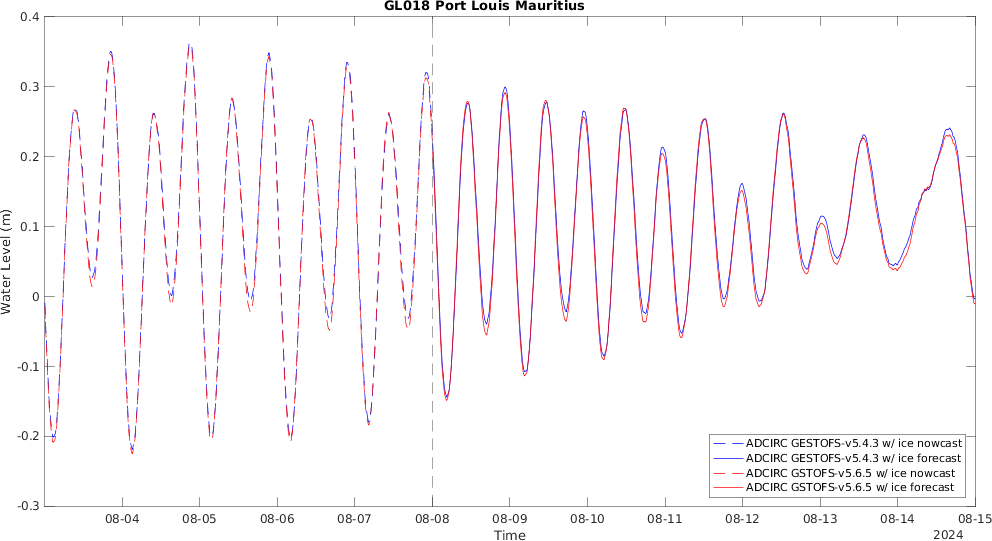 GL018 Port Louis Mauritius
0.4
0.3
0.2
0.1
0
-0.1
-0.2
-0.3
Water Level (m)
ADCIRC GESTOFS-v5.4.3 w/ ice nowcast
ADCIRC GESTOFS-v5.4.3 w/ ice forecast
ADCIRC GSTOFS-v5.6.5 w/ ice nowcast
ADCIRC GSTOFS-v5.6.5 w/ ice forecast
08-04 08-05 08-06 08-07 08-08 08-09 08-10 08-11 08-12 08-13 08-14 08-15
Time
2024